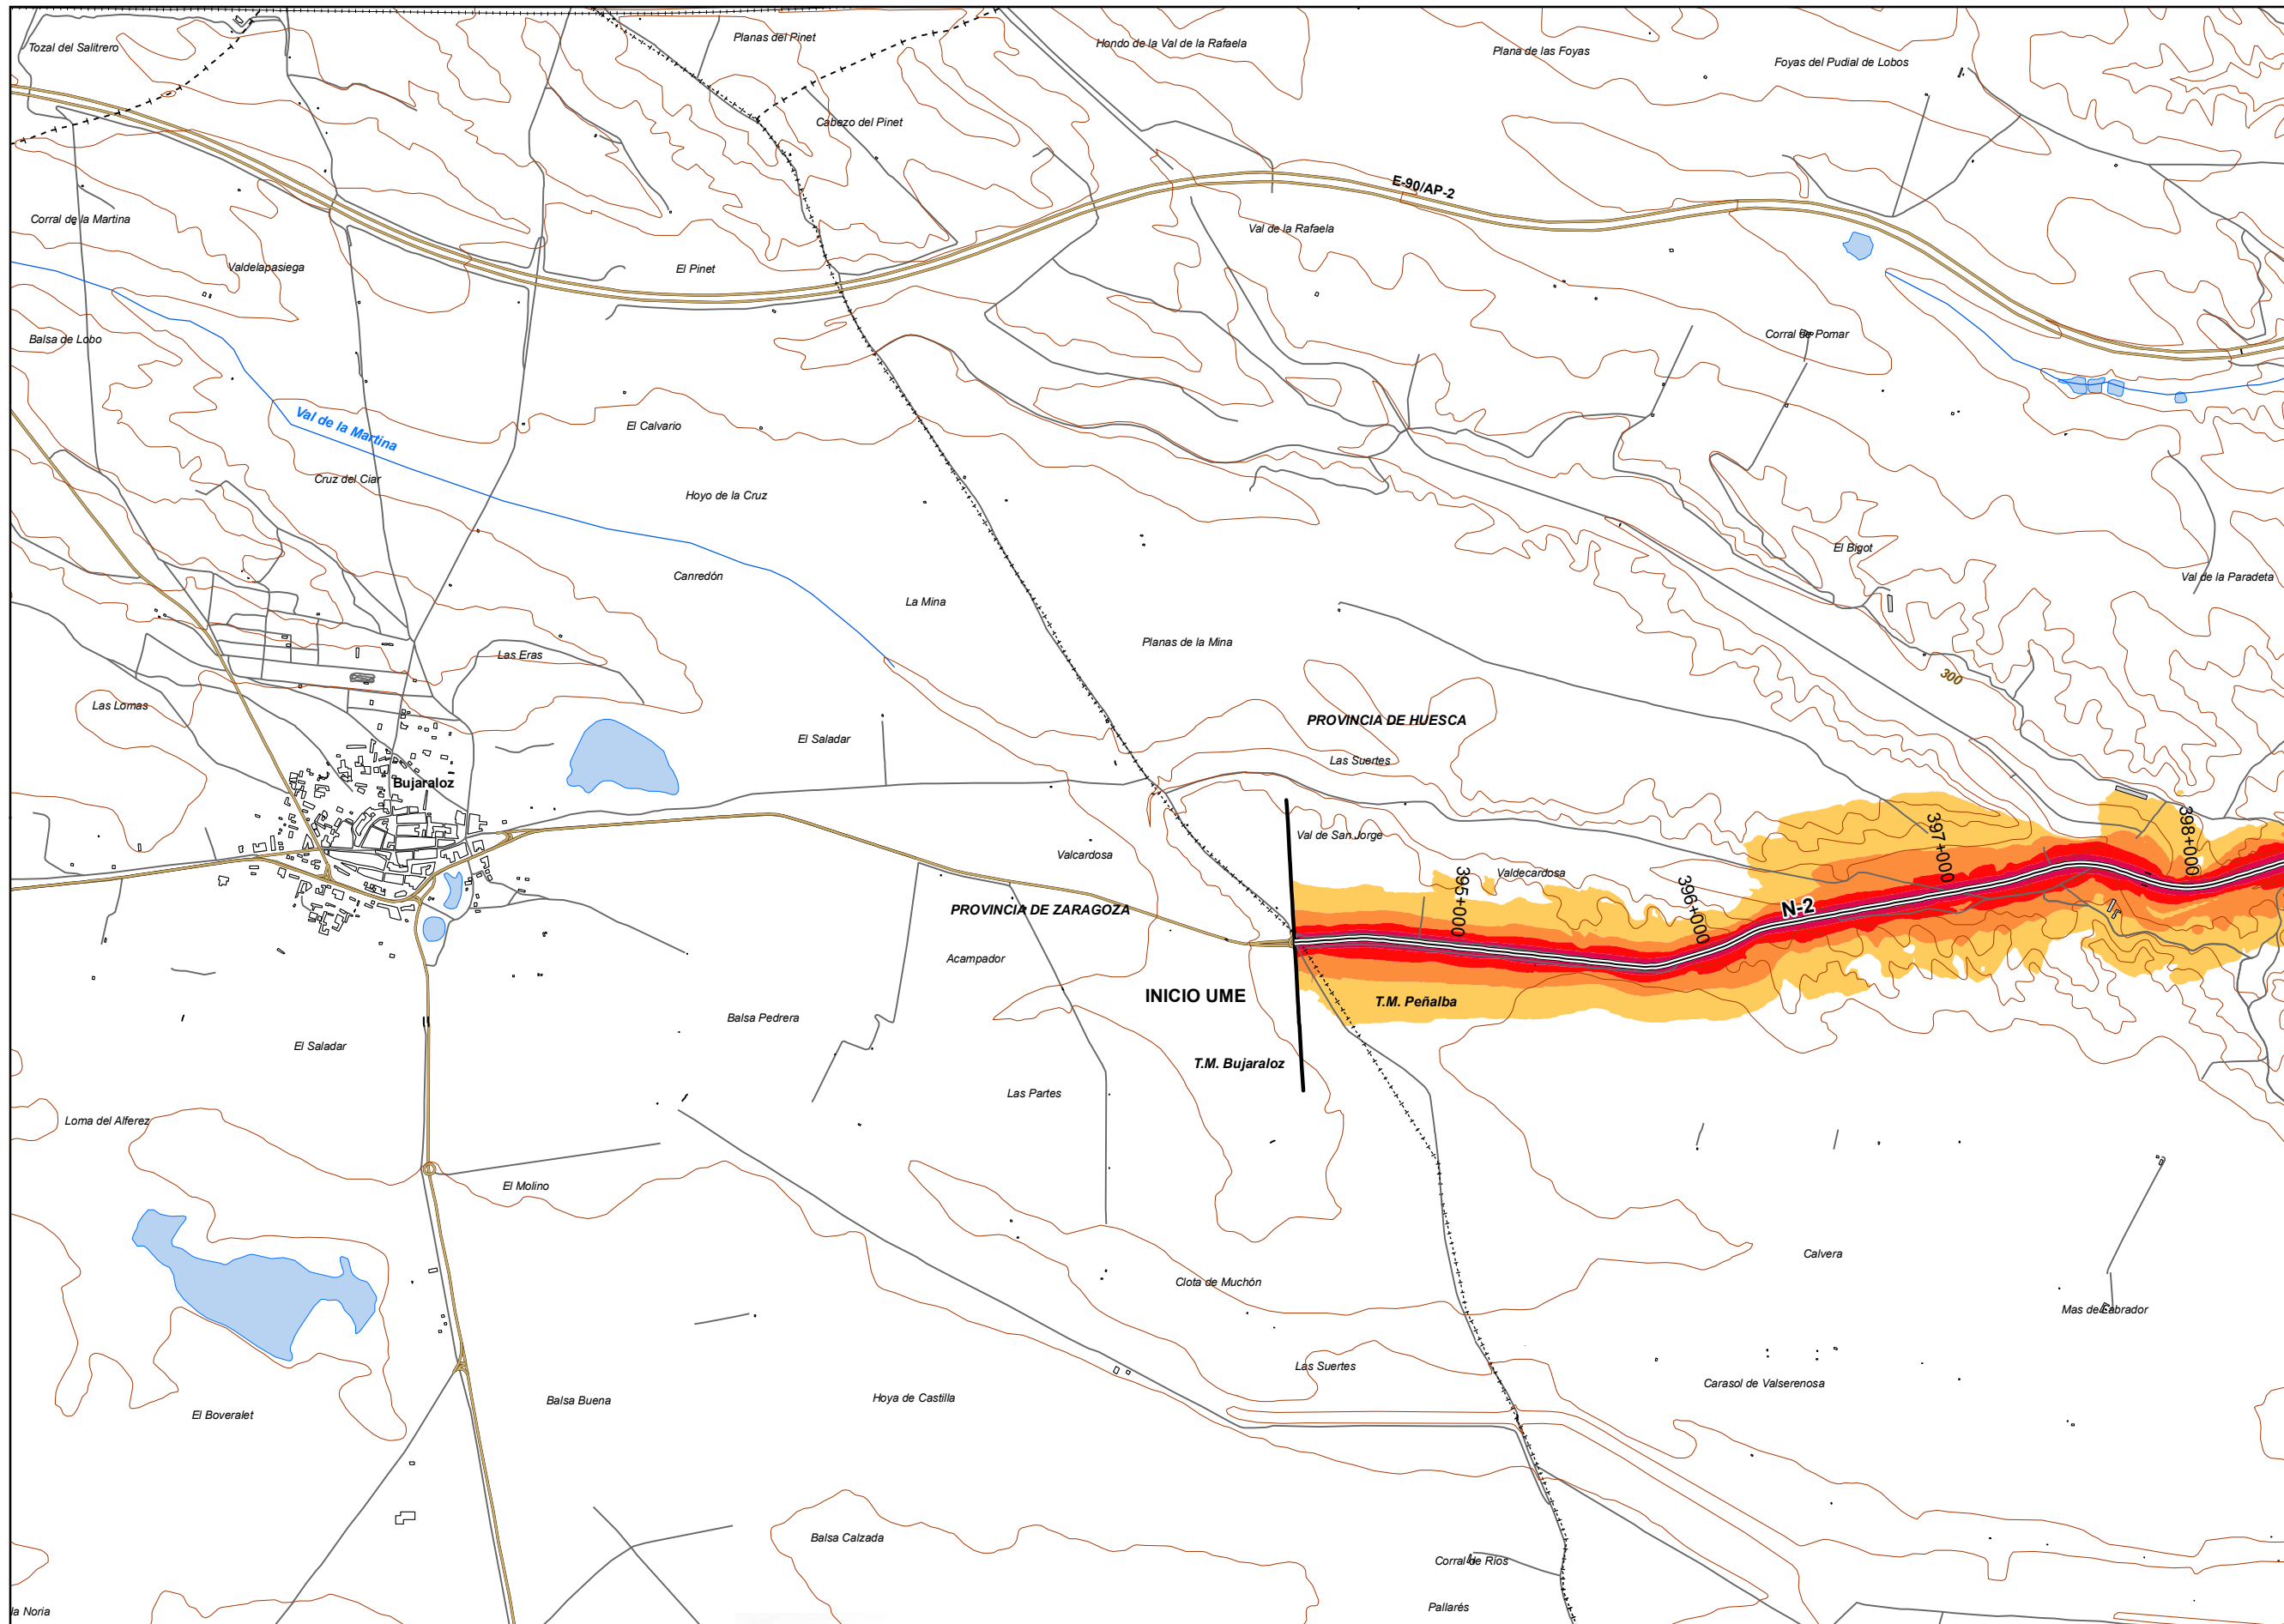 Planas del Pinet
Hondo de la Val de la Rafaela
Tozal del Salitrero
Plana de las Foyas
Foyas del Pudial de Lobos
Cabezo del Pinet
E-90/AP-2
Corral de la Martina
Val de la Rafaela
Valdelapasiega
El Pinet
Balsa de Lobo
Corral de Pomar
Val de la Martina
El Calvario
Cruz del Ciar
Hoyo de la Cruz
El Bigot
Canredón
Val de la Paradeta
La Mina
Planas de la Mina
Las Eras
300
Las Lomas
PROVINCIA DE HUESCA
El Saladar
Las Suertes
Bujaraloz
Val de San Jorge
397+000
398+000
Valcardosa
Valdecardosa
395+000
396+000
N-2
PROVINCIA DE ZARAGOZA
Acampador
INICIO UME
T.M. Peñalba
Balsa Pedrera
El Saladar
T.M. Bujaraloz
Las Partes
Loma del Alferez
El Molino
Calvera
Clota de Muchón
Mas de Labrador
Las Suertes
Carasol de Valserenosa
Balsa Buena
Hoya de Castilla
El Boveralet
Balsa Calzada
Corral de Rios
Pallarés
la Noria